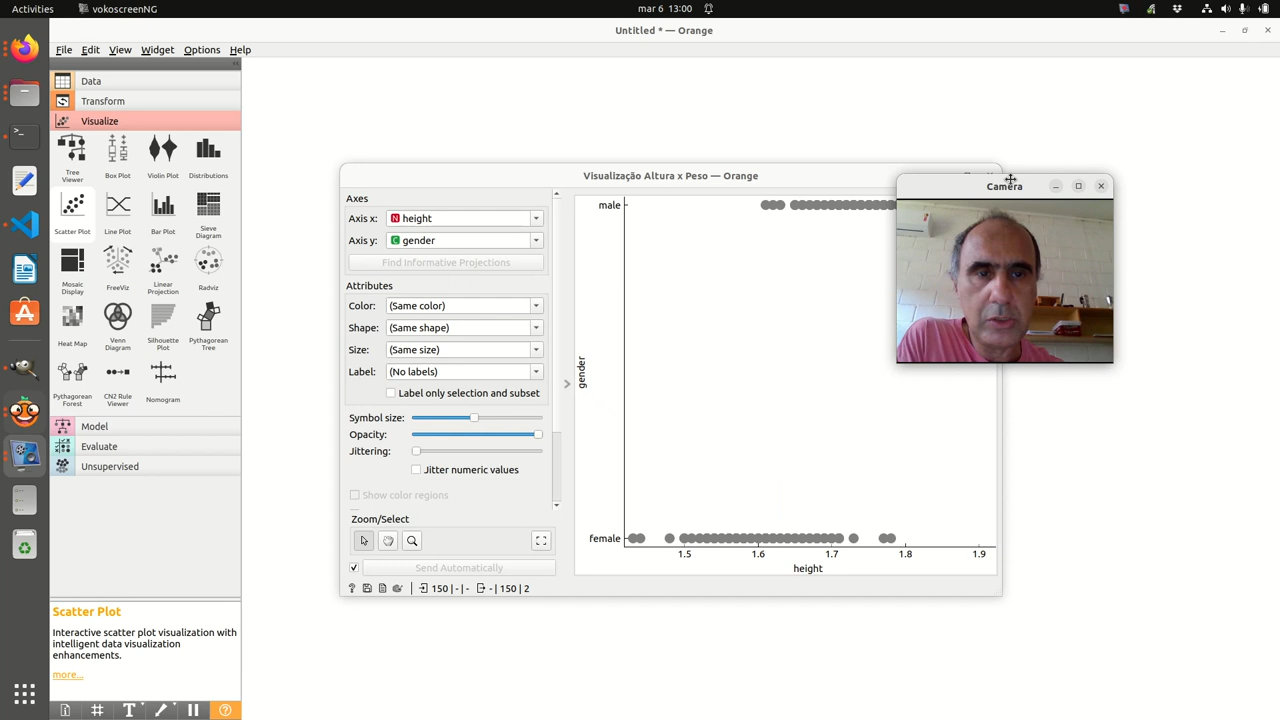 Activities
vokoscreenNG
mar 6 13:00
Untitled * — Orange
File Edit View Widget Options Help
Data
Transform
Visualize
Tree Viewer
Box Plot
Violin Plot
Distributions
Scatter Plot
Line Plot
Bar Plot
Sieve Diagram
Mosaic Display
FreeViz
Linear Projection
Radviz
Heat Map
Venn Diagram
Silhouette Plot
Pythagorean Tree
Pythagorean Forest
CN2 Rule Viewer
Nomogram
Model
Evaluate
Unsupervised
Scatter Plot
Interactive scatter plot visualization with
intelligent data visualization
enhancements.
more...
Visualização Altura x Peso — Orange
Axes
Axis x: N height
Axis y: C gender
Find Informative Projections
Attributes
Color: (Same color)
Shape: (Same shape)
Size: (Same size)
Label: (No labels)
Label only selection and subset
Symbol size:
Opacity:
Jittering:
Jitter numeric values
Show color regions
Zoom/Select
Send Automatically
150 | - | - - | 150 | 2
male
gender
female
1.5 1.6 1.7 1.8 1.9
height
Camera